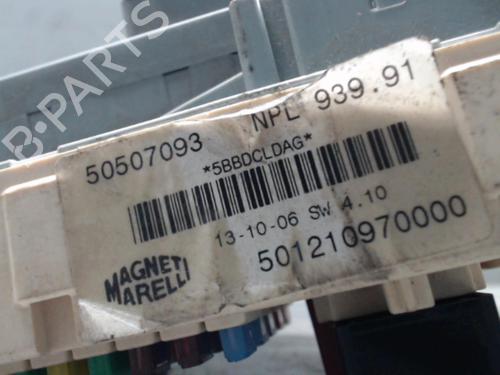 B-PARTS
50507093 NPL 939.91
*5BBDCLDAG*
13-10-06 SW 4.10
501210970000
MAGNETI
MARELLI